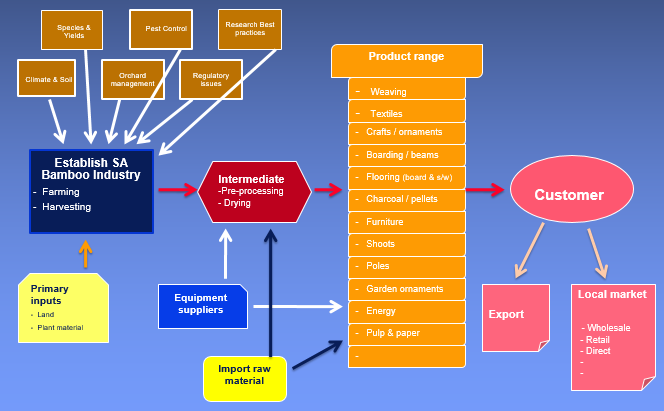 Species &
Yields
Pest Control
Research Best
practices
Climate & Soil
Orchard
management
Regulatory
issues
Establish SA
Bamboo Industry
- Farming
- Harvesting
Primary
inputs
- Land
- Plant material
Intermediate
-Pre-processing
- Drying
Equipment
suppliers
Import raw
material
Product range
- Weaving
- Textiles
- Crafts / ornaments
- Boarding / beams
- Flooring (board & s/w)
- Charcoal / pellets
- Furniture
- Shoots
- Poles
- Garden ornaments
- Energy
- Pulp & paper
-
Customer
Export
Local market
- Wholesale
- Retail
- Direct
-
-